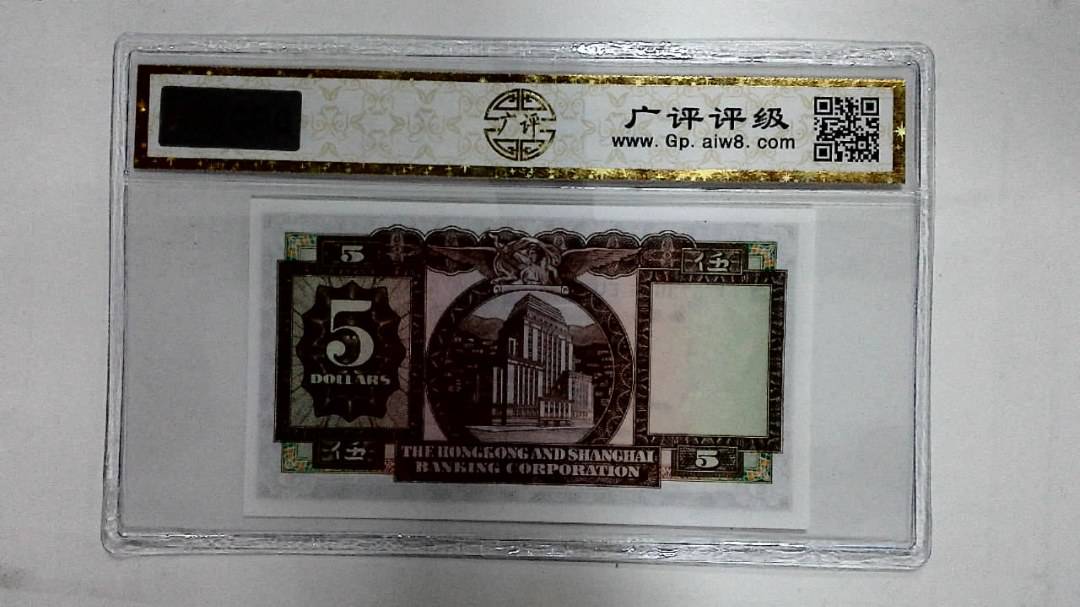 广评
广评评级
www. Gp. aiw8. com
5
伍
5
DOLLARS
伍
THE HONGKONG AND SHANGHAI
BANKING CORPORATION
5